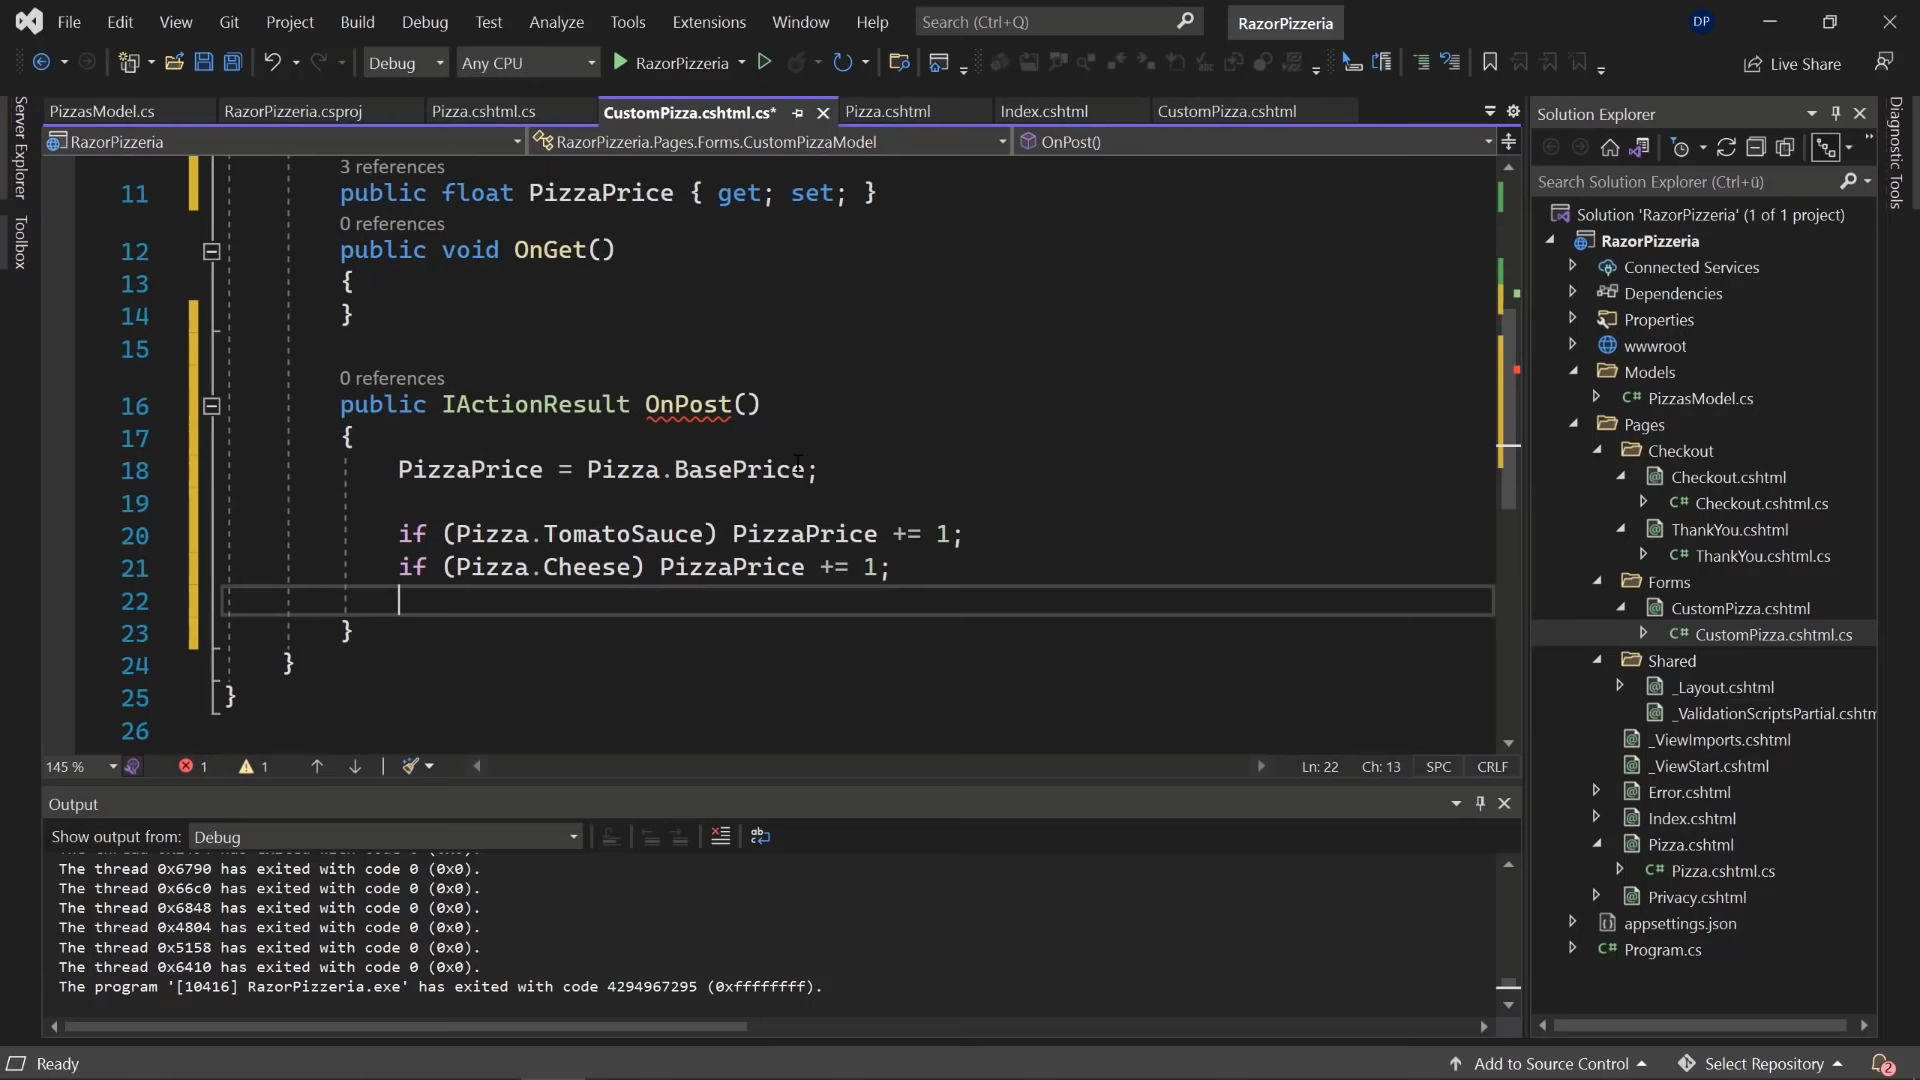 File Edit View Git Project Build Debug Test Analyze Tools Extensions Window Help Search (Ctrl+Q) RazorPizzeria DP
Debug Any CPU RazorPizzeria Live Share
Server Explorer
Toolbox
PizzasModel.cs RazorPizzeria.csproj Pizza.cshtml.cs CustomPizza.cshtml.cs* Pizza.cshtml Index.cshtml CustomPizza.cshtml
RazorPizzeria RazorPizzeria.Pages.Forms.CustomPizzaModel OnPost()
3 references
11 public float PizzaPrice { get; set; }
0 references
12 public void OnGet()
13 {
14 }
15
0 references
16 public IActionResult OnPost()
17 {
18 PizzaPrice = Pizza.BasePrice;
19
20 if (Pizza.TomatoSauce) PizzaPrice += 1;
21 if (Pizza.Cheese) PizzaPrice += 1;
22
23 }
24 }
25 }
26
145 % 1 1 Ln: 22 Ch: 13 SPC CRLF
Output
Show output from: Debug
The thread 0x6790 has exited with code 0 (0x0).
The thread 0x66c0 has exited with code 0 (0x0).
The thread 0x6848 has exited with code 0 (0x0).
The thread 0x4804 has exited with code 0 (0x0).
The thread 0x5158 has exited with code 0 (0x0).
The thread 0x6410 has exited with code 0 (0x0).
The program '[10416] RazorPizzeria.exe' has exited with code 4294967295 (0xffffffff).
Solution Explorer
Search Solution Explorer (Ctrl+ü)
Solution 'RazorPizzeria' (1 of 1 project)
RazorPizzeria
Connected Services
Dependencies
Properties
wwwroot
Models
C# PizzasModel.cs
Pages
Checkout
Checkout.cshtml
C# Checkout.cshtml.cs
ThankYou.cshtml
C# ThankYou.cshtml.cs
Forms
CustomPizza.cshtml
C# CustomPizza.cshtml.cs
Shared
_Layout.cshtml
_ValidationScriptsPartial.cshtm
_ViewImports.cshtml
_ViewStart.cshtml
Error.cshtml
Index.cshtml
Pizza.cshtml
C# Pizza.cshtml.cs
Privacy.cshtml
appsettings.json
C# Program.cs
Diagnostic Tools
Ready Add to Source Control Select Repository 2